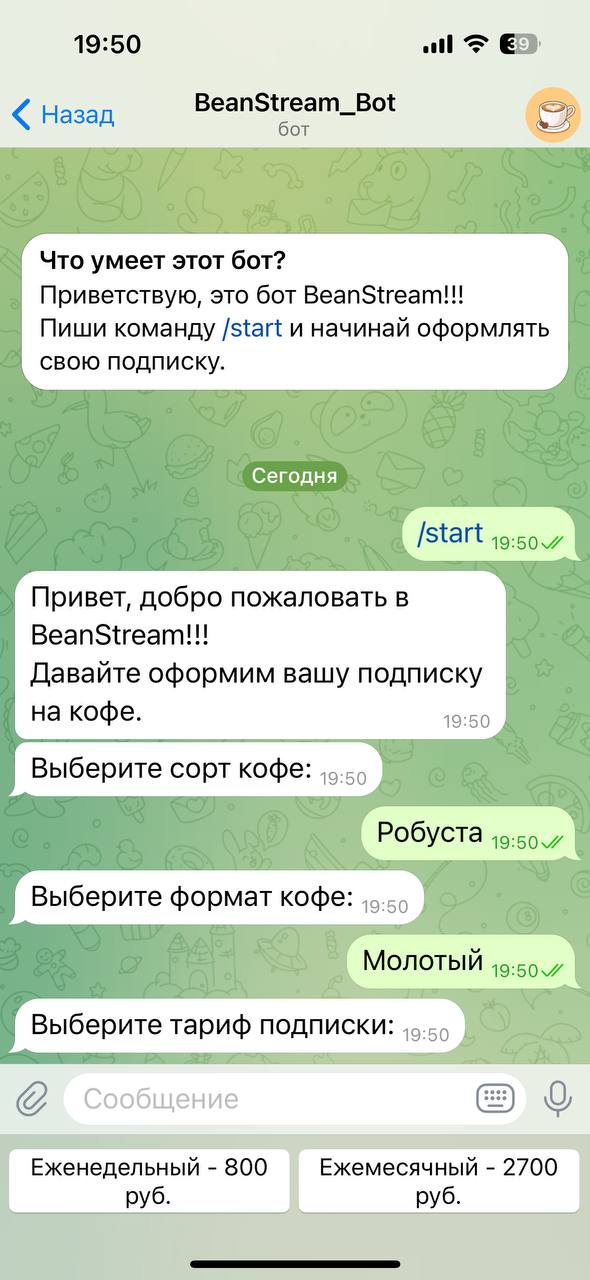 19:50
39
Назад
BeanStream_Bot
бот
Что умеет этот бот?
Приветствую, это бот BeanStream!!!
Пиши команду /start и начинай оформлять
свою подписку.
Сегодня
/start 19:50
Привет, добро пожаловать в
BeanStream!!!
Давайте оформим вашу подписку
на кофе. 19:50
Выберите сорт кофе: 19:50
Робуста 19:50
Выберите формат кофе: 19:50
Молотый 19:50
Выберите тариф подписки: 19:50
Сообщение
Еженедельный - 800
руб.
Ежемесячный - 2700
руб.